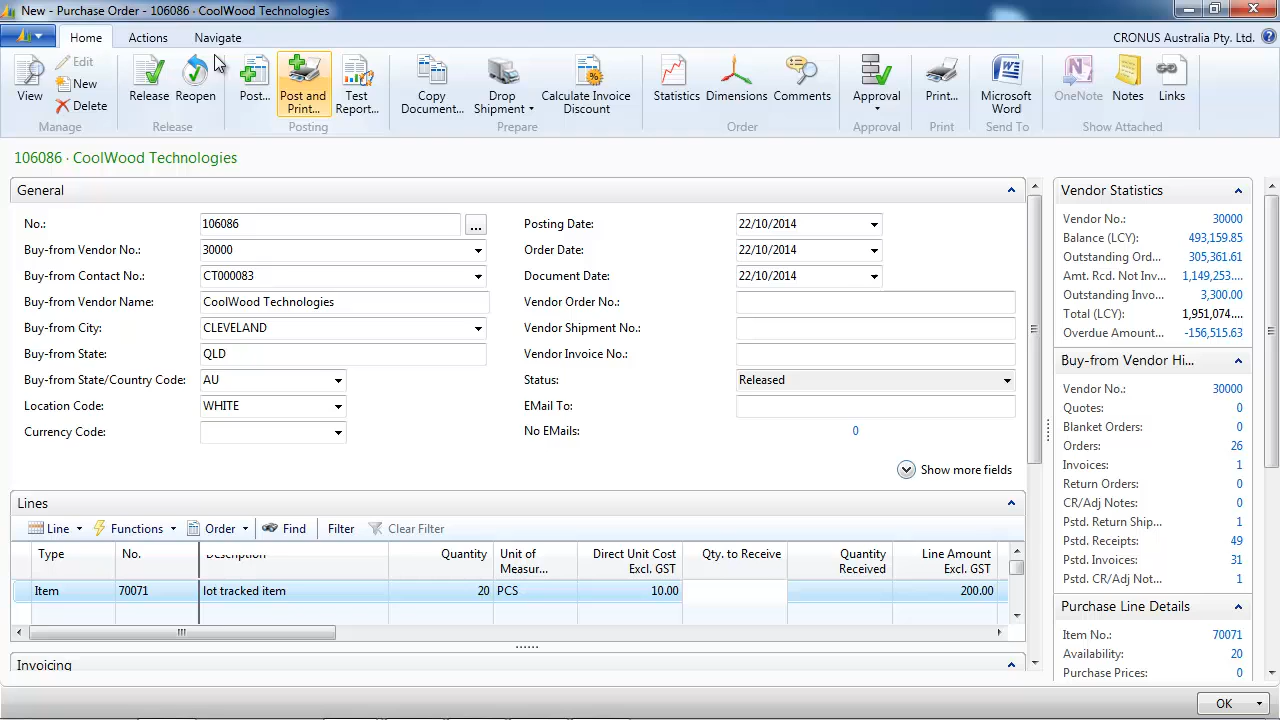 New - Purchase Order - 106086 · CoolWood Technologies
Home
Actions
Navigate
CRONUS Australia Pty. Ltd.
View
Edit
New
Delete
Manage
Release
Reopen
Release
Post...
Post and Print...
Test Report...
Posting
Copy Document...
Drop Shipment
Calculate Invoice Discount
Prepare
Statistics
Dimensions
Comments
Order
Approval
Approval
Print...
Print
Microsoft Word
Send To
OneNote
Notes
Links
Show Attached
106086 · CoolWood Technologies
General
No.: 106086
Buy-from Vendor No.: 30000
Buy-from Contact No.: CT000083
Buy-from Vendor Name: CoolWood Technologies
Buy-from City: CLEVELAND
Buy-from State: QLD
Buy-from State/Country Code: AU
Location Code: WHITE
Currency Code:
Posting Date: 22/10/2014
Order Date: 22/10/2014
Document Date: 22/10/2014
Vendor Order No.:
Vendor Shipment No.:
Vendor Invoice No.:
Status: Released
EMail To:
No EMails: 0
Show more fields
Lines
Line Functions Order Find Filter Clear Filter
Type No. Description Quantity Unit of Measur... Direct Unit Cost Excl. GST Qty. to Receive Quantity Received Line Amount Excl. GST
Item 70071 lot tracked item 20 PCS 10.00 200.00
Invoicing
Vendor Statistics
Vendor No.: 30000
Balance (LCY): 493,159.85
Outstanding Ord... 305,361.61
Amt. Rcd. Not Inv... 1,149,253....
Outstanding Invo... 3,300.00
Total (LCY): 1,951,074....
Overdue Amount... -156,515.63
Buy-from Vendor Hi...
Vendor No.: 30000
Quotes: 0
Blanket Orders: 0
Orders: 26
Invoices: 1
Return Orders: 0
CR/Adj Notes: 0
Pstd. Return Ship... 1
Pstd. Receipts: 49
Pstd. Invoices: 31
Pstd. CR/Adj Not... 1
Purchase Line Details
Item No.: 70071
Availability: 20
Purchase Prices: 0
OK